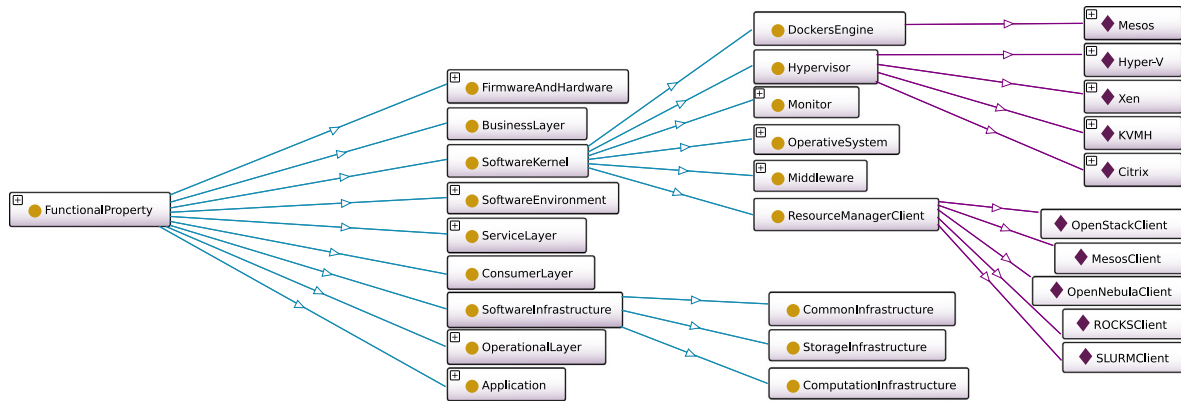 FunctionalProperty
FirmwareAndHardware
BusinessLayer
SoftwareKernel
SoftwareEnvironment
ServiceLayer
ConsumerLayer
SoftwareInfrastructure
OperationalLayer
Application
DockersEngine
Hypervisor
Monitor
OperativeSystem
Middleware
ResourceManagerClient
CommonInfrastructure
StorageInfrastructure
ComputationInfrastructure
Mesos
Hyper-V
Xen
KVMH
Citrix
OpenStackClient
MesosClient
OpenNebulaClient
ROCKSClient
SLURMClient